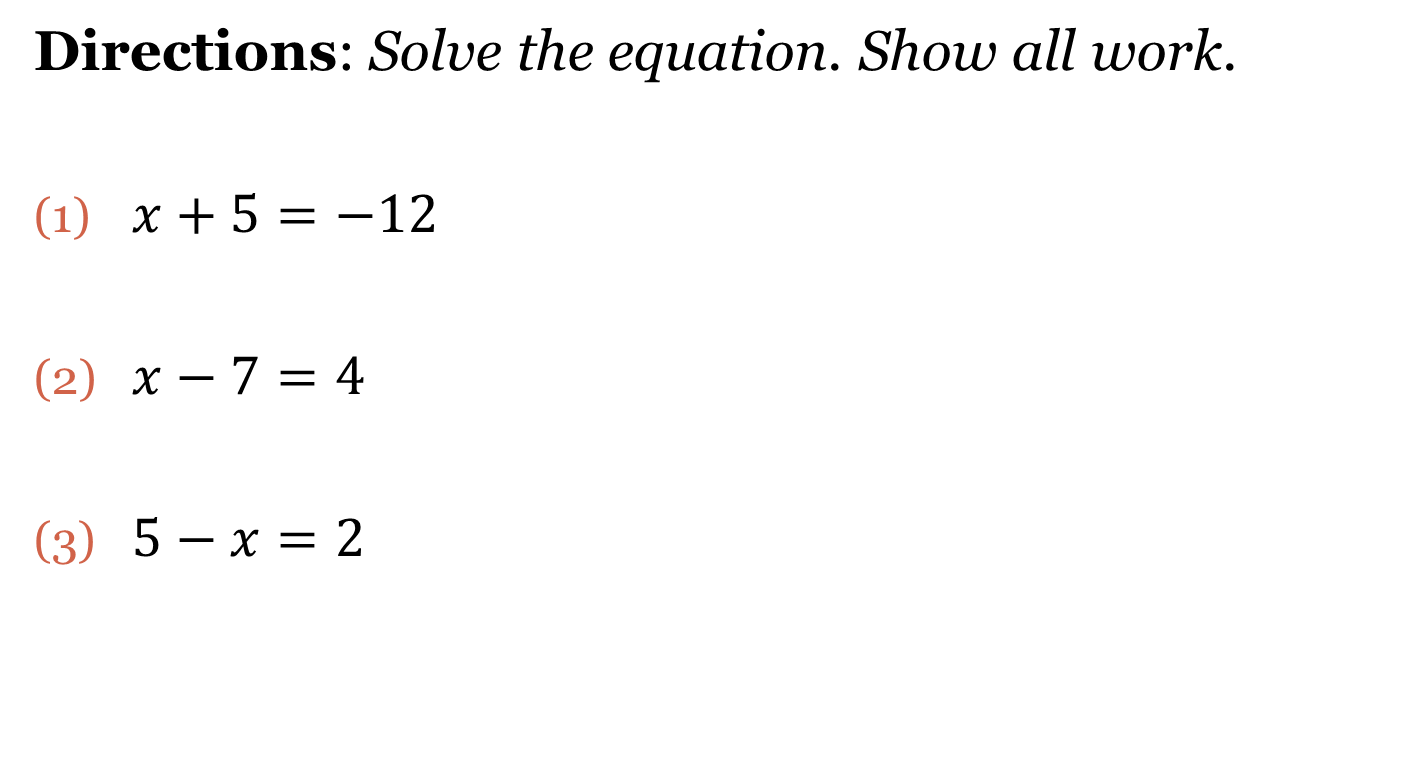 Directions: Solve the equation. Show all work.
(1) x + 5 = −12
(2) x − 7 = 4
(3) 5 − x = 2